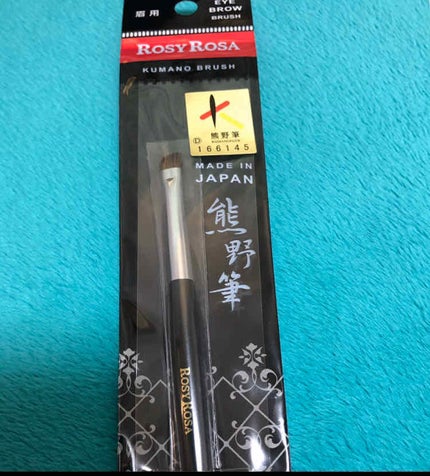 眉用
EYE
BROW
BRUSH
ROSY ROSA
KUMANO BRUSH
熊野筆
D 166145
MADE IN
JAPAN
熊野筆
ROSY ROSA